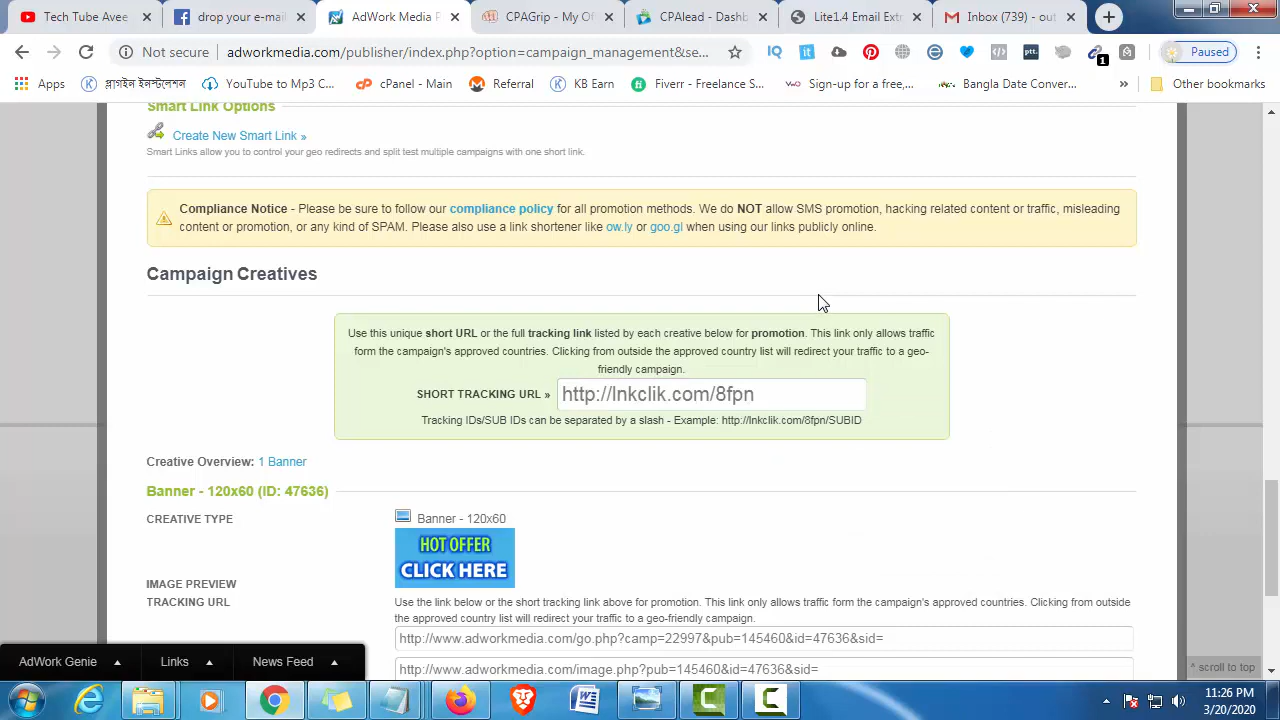 Tech Tube Avee
drop your e-mail
AdWork Media P
CPAGrip: My Of
CPAlead - Dashb
Lite1.4 Email Extr
Inbox (739) - out
Not secure adworkmedia.com/publisher/index.php?option=campaign_management&se...
Paused
Apps
YouTube to Mp3 C...
cPanel - Main
Referral
KB Earn
Fiverr - Freelance S...
Sign-up for a free,...
Bangla Date Conver...
»
Other bookmarks
Smart Link Options
Create New Smart Link »
Smart Links allow you to control your geo redirects and split test multiple campaigns with one short link.
Compliance Notice - Please be sure to follow our compliance policy for all promotion methods. We do NOT allow SMS promotion, hacking related content or traffic, misleading
content or promotion, or any kind of SPAM. Please also use a link shortener like ow.ly or goo.gl when using our links publicly online.
Campaign Creatives
Use this unique short URL or the full tracking link listed by each creative below for promotion. This link only allows traffic
form the campaign's approved countries. Clicking from outside the approved country list will redirect your traffic to a geo-
friendly campaign.
SHORT TRACKING URL » http://lnkclik.com/8fpn
Tracking IDs/SUB IDs can be separated by a slash - Example: http://lnkclik.com/8fpn/SUBID
Creative Overview: 1 Banner
Banner - 120x60 (ID: 47636)
CREATIVE TYPE
Banner - 120x60
HOT OFFER
CLICK HERE
IMAGE PREVIEW
TRACKING URL
Use the link below or the short tracking link above for promotion. This link only allows traffic form the campaign's approved countries. Clicking from outside
the approved country list will redirect your traffic to a geo-friendly campaign.
http://www.adworkmedia.com/go.php?camp=22997&pub=145460&id=47636&sid=
http://www.adworkmedia.com/image.php?pub=145460&id=47636&sid=
AdWork Genie
Links
News Feed
^ scroll to top
11:26 PM
3/20/2020